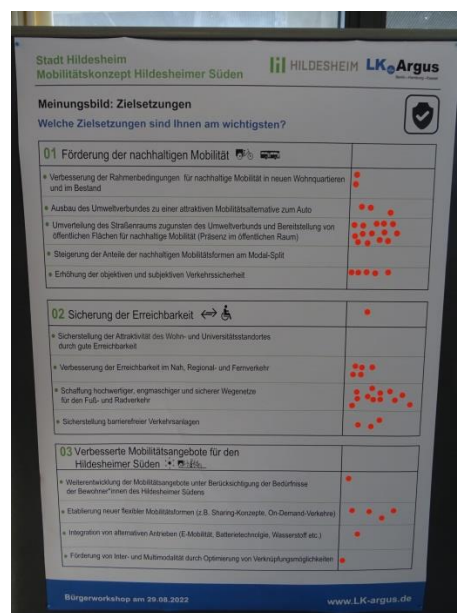 Stadt Hildesheim
Mobilitätskonzept Hildesheimer Süden
HILDESHEIM LK Argus
Meinungsbild: Zielsetzungen
Welche Zielsetzungen sind Ihnen am wichtigsten?
01 Förderung der nachhaltigen Mobilität
Verbesserung der Rahmenbedingungen für nachhaltige Mobilität in neuen Wohnquartieren
und im Bestand
Ausbau des Umweltverbundes zu einer attraktiven Mobilitätsalternative zum Auto
Umverteilung des Straßenraums zugunsten des Umweltverbunds und Bereitstellung von
öffentlichen Flächen für nachhaltige Mobilität (Präsenz im öffentlichen Raum)
Steigerung der Anteile der nachhaltigen Mobilitätsformen am Modal-Split
Erhöhung der objektiven und subjektiven Verkehrssicherheit
02 Sicherung der Erreichbarkeit
Sicherstellung der Attraktivität des Wohn- und Universitätsstandortes
durch gute Erreichbarkeit
Verbesserung der Erreichbarkeit im Nah, Regional- und Fernverkehr
Schaffung hochwertiger, engmaschiger und sicherer Wegenetze
für den Fuß- und Radverkehr
Sicherstellung barrierefreier Verkehrsanlagen
03 Verbesserte Mobilitätsangebote für den
Hildesheimer Süden
Weiterentwicklung der Mobilitätsangebote unter Berücksichtigung der Bedürfnisse
der Bewohner*innen des Hildesheimer Südens
Etablierung neuer flexibler Mobilitätsformen (z.B. Sharing-Konzepte, On-Demand-Verkehre)
Integration von alternativen Antrieben (E-Mobilität, Batterietechnolgie, Wasserstoff etc.)
Förderung von Inter- und Multimodalität durch Optimierung von Verknüpfungsmöglichkeiten
Bürgerworkshop am 29.08.2022
www.LK-argus.de